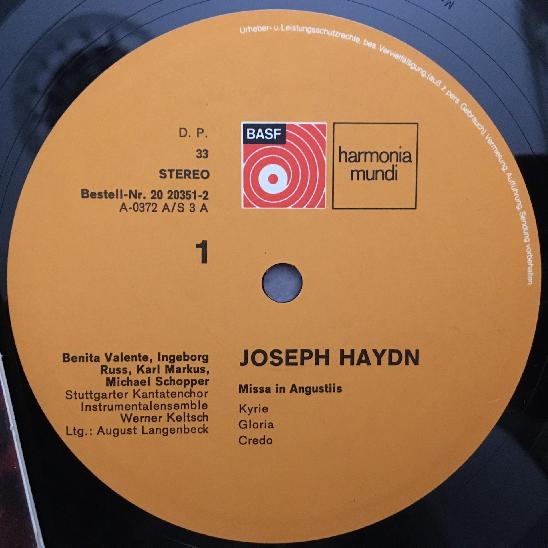 Urheber- u. Leistungsschutzrechte, bes. Vervielfältigung (auß. z. pers. Gebrauch), Vermietung, Aufführung, Sendung vorbehalten.
D. P.
33
STEREO
Bestell-Nr. 20 20351-2
A-0372 A/S 3 A
BASF
harmonia
mundi
1
Benita Valente, Ingeborg
Russ, Karl Markus,
Michael Schopper
Stuttgarter Kantatenchor
Instrumentalensemble
Werner Keltsch
Ltg.: August Langenbeck
JOSEPH HAYDN
Missa in Angustiis
Kyrie
Gloria
Credo